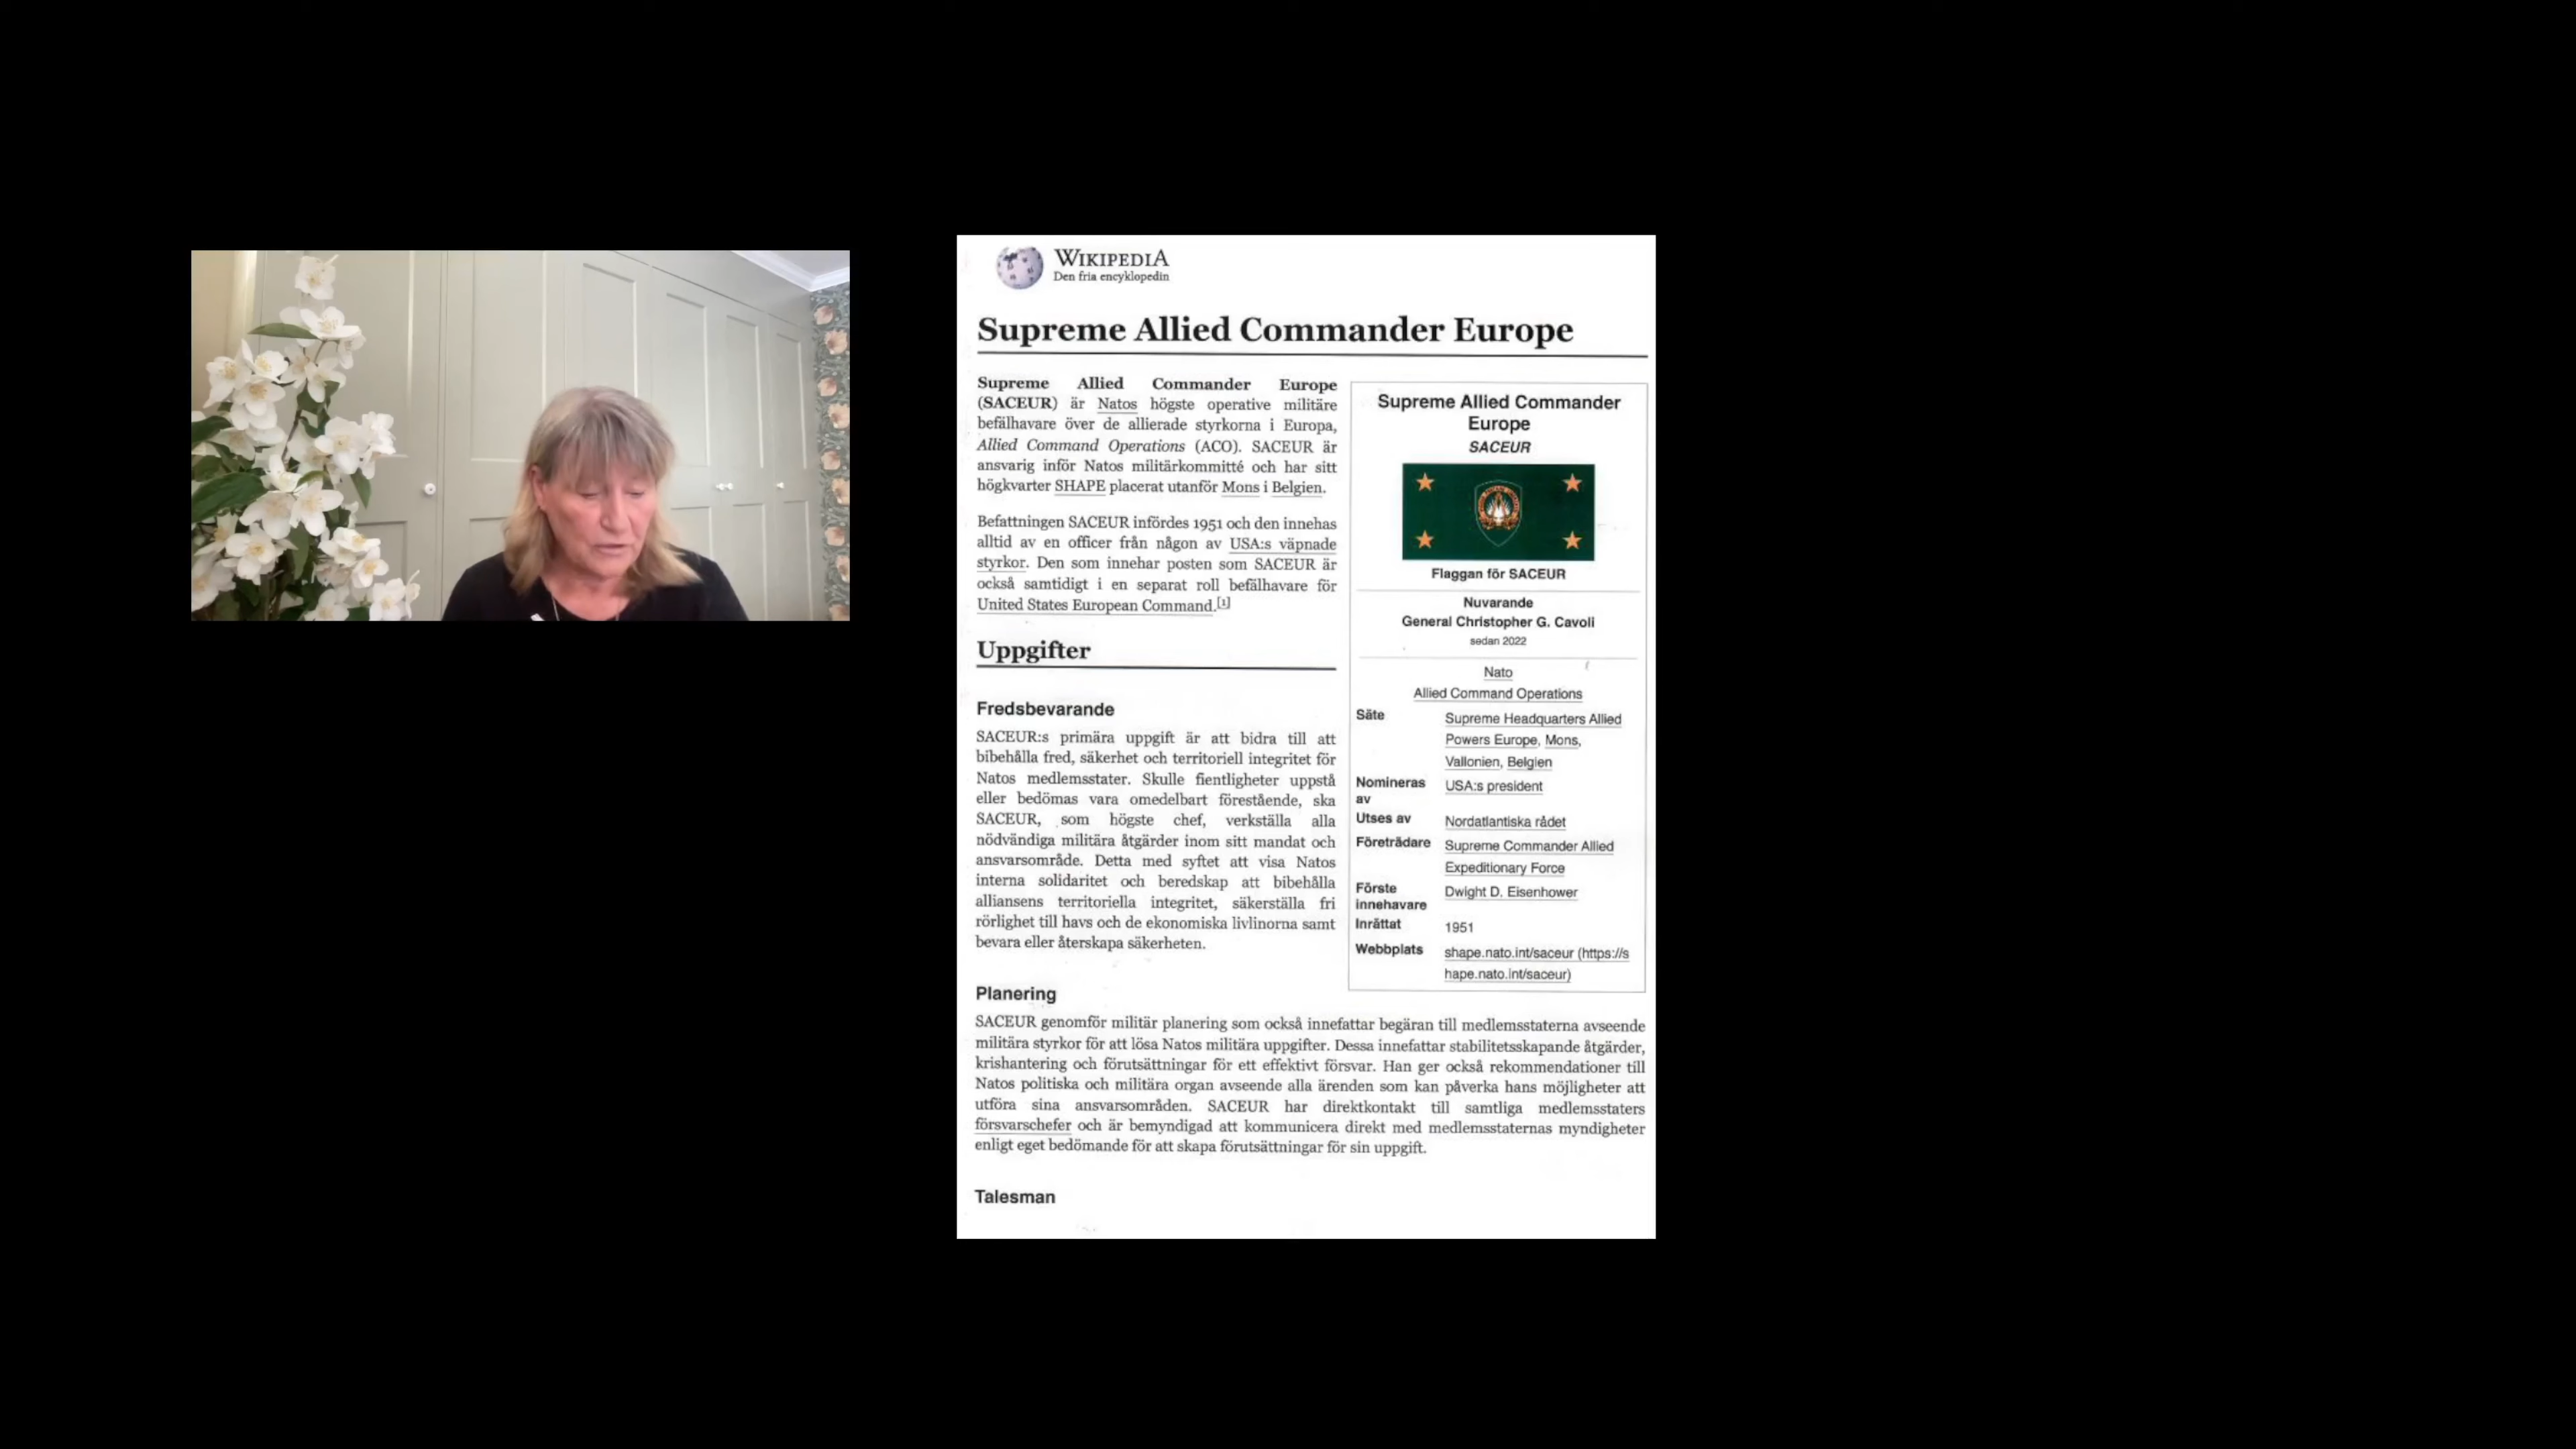 WIKIPEDIA
Den fria encyklopedin
Supreme Allied Commander Europe
Supreme Allied Commander Europe
(SACEUR) är Natos högste operative militäre
befälhavare över de allierade styrkorna i Europa,
Allied Command Operations (ACO). SACEUR är
ansvarig inför Natos militärkommitté och har sitt
högkvarter SHAPE placerat utanför Mons i Belgien.
Befattningen SACEUR infördes 1951 och den innehas
alltid av en officer från någon av USA:s väpnade
styrkor. Den som innehar posten som SACEUR är
också samtidigt i en separat roll befälhavare för
United States European Command.[1]
Uppgifter
Fredsbevarande
SACEUR:s primära uppgift är att bidra till att
bibehålla fred, säkerhet och territoriell integritet för
Natos medlemsstater. Skulle fientligheter uppstå
eller bedömas vara omedelbart förestående, ska
SACEUR, som högste chef, verkställa alla
nödvändiga militära åtgärder inom sitt mandat och
ansvarsområde. Detta med syftet att visa Natos
interna solidaritet och beredskap att bibehålla
alliansens territoriella integritet, säkerställa fri
rörlighet till havs och de ekonomiska livlinorna samt
bevara eller återskapa säkerheten.
Supreme Allied Commander
Europe
SACEUR
Flaggan för SACEUR
Nuvarande
General Christopher G. Cavoli
sedan 2022
Nato
Allied Command Operations
Säte Supreme Headquarters Allied
Powers Europe, Mons,
Vallonien, Belgien
Nomineras USA:s president
av
Utses av Nordatlantiska rådet
Företrädare Supreme Commander Allied
Expeditionary Force
Förste Dwight D. Eisenhower
innehavare
Inrättat 1951
Webbplats shape.nato.int/saceur (https://s
hape.nato.int/saceur)
Planering
SACEUR genomför militär planering som också innefattar begäran till medlemsstaterna avseende
militära styrkor för att lösa Natos militära uppgifter. Dessa innefattar stabilitetsskapande åtgärder,
krishantering och förutsättningar för ett effektivt försvar. Han ger också rekommendationer till
Natos politiska och militära organ avseende alla ärenden som kan påverka hans möjligheter att
utföra sina ansvarsområden. SACEUR har direktkontakt till samtliga medlemsstaters
försvarschefer och är bemyndigad att kommunicera direkt med medlemsstaternas myndigheter
enligt eget bedömande för att skapa förutsättningar för sin uppgift.
Talesman